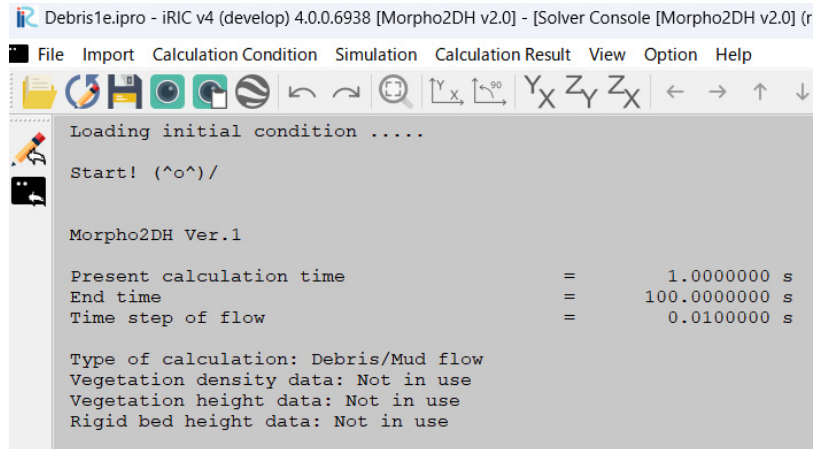 Debris1e.ipro - iRIC v4 (develop) 4.0.0.6938 [Morpho2DH v2.0] - [Solver Console [Morpho2DH v2.0] (r
File Import Calculation Condition Simulation Calculation Result View Option Help
Loading initial condition .....
Start! (^o^)/
Morpho2DH Ver.1
Present calculation time = 1.0000000 s
End time = 100.0000000 s
Time step of flow = 0.0100000 s
Type of calculation: Debris/Mud flow
Vegetation density data: Not in use
Vegetation height data: Not in use
Rigid bed height data: Not in use